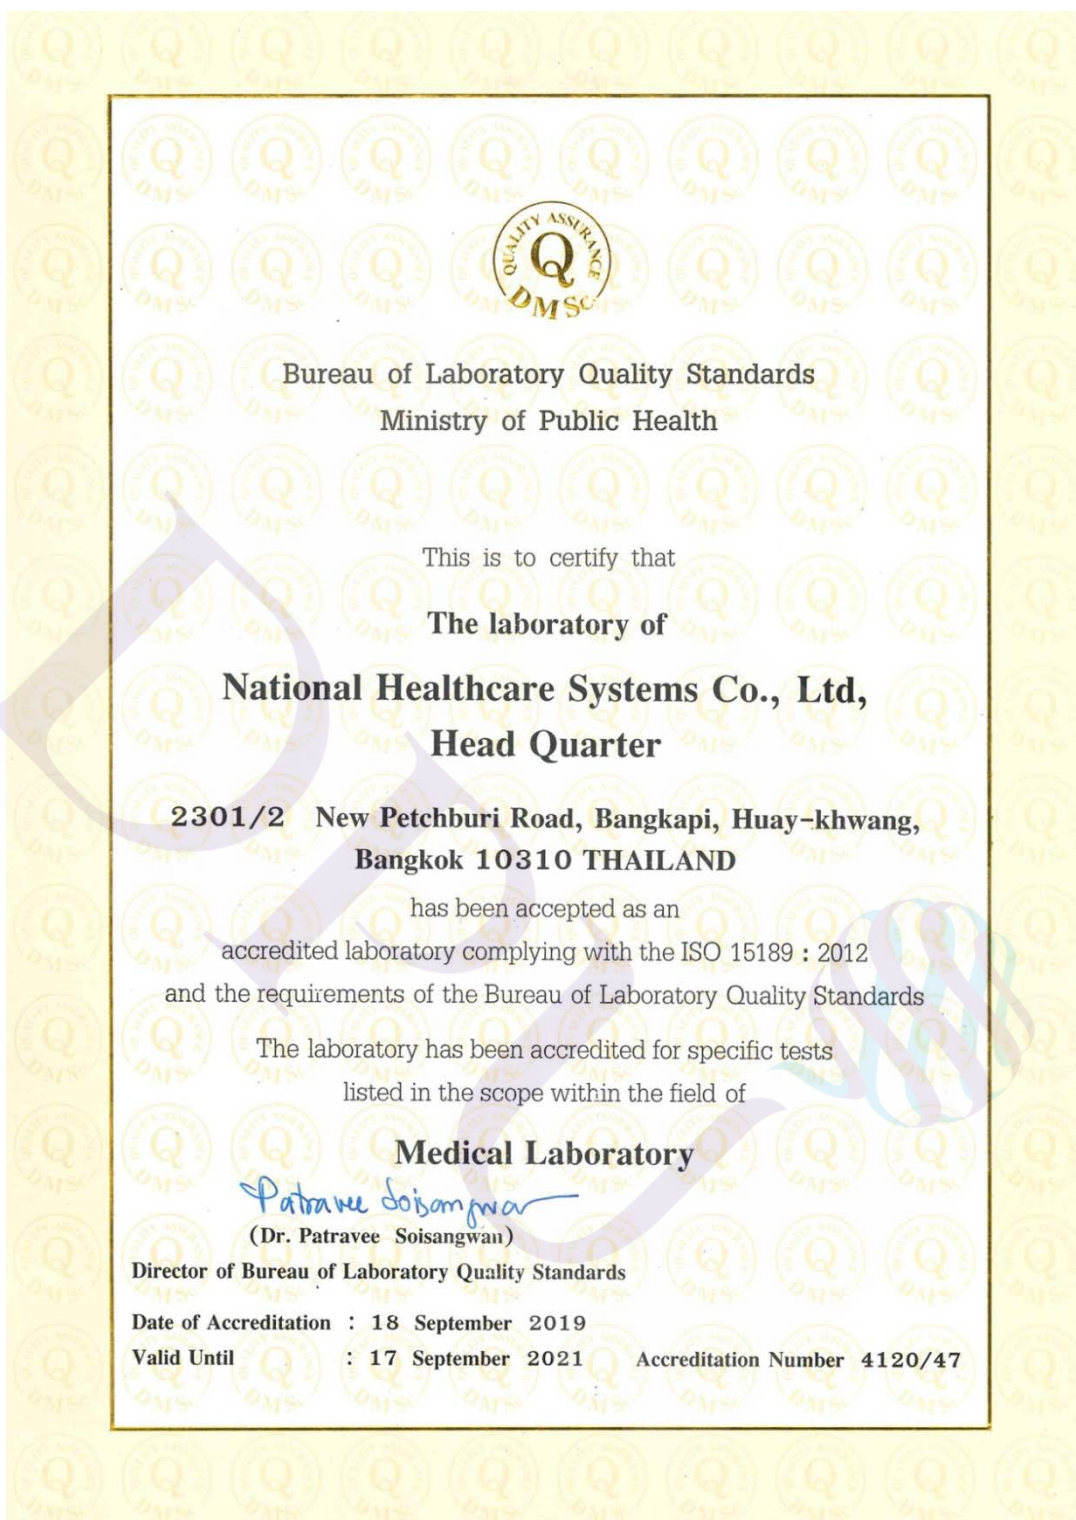 QUALITY ASSURANCE
Q
DMSc
Bureau of Laboratory Quality Standards
Ministry of Public Health
This is to certify that
The laboratory of
National Healthcare Systems Co., Ltd,
Head Quarter
2301/2 New Petchburi Road, Bangkapi, Huay-khwang,
Bangkok 10310 THAILAND
has been accepted as an
accredited laboratory complying with the ISO 15189 : 2012
and the requirements of the Bureau of Laboratory Quality Standards
The laboratory has been accredited for specific tests
listed in the scope within the field of
Medical Laboratory
Patravee Soisangwan
(Dr. Patravee Soisangwan)
Director of Bureau of Laboratory Quality Standards
Date of Accreditation : 18 September 2019
Valid Until : 17 September 2021 Accreditation Number 4120/47